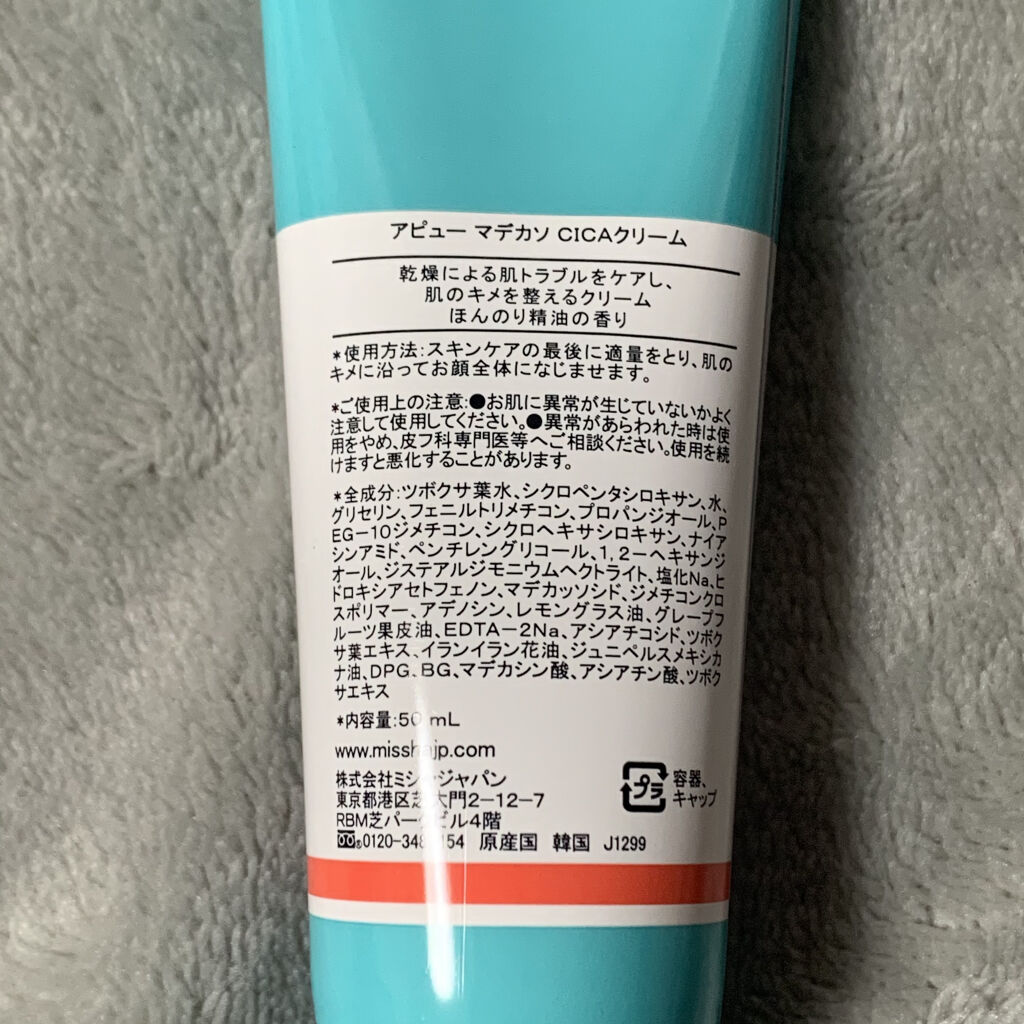 アピュー マデカソ CICAクリーム
乾燥による肌トラブルをケアし、
肌のキメを整えるクリーム
ほんのり精油の香り
*使用方法:スキンケアの最後に適量をとり、肌の
キメに沿ってお顔全体になじませます。
*ご使用上の注意:●お肌に異常が生じていないかよく
注意して使用してください。●異常があらわれた時は使
用をやめ、皮フ科専門医等へご相談ください。使用を続
けますと悪化することがあります。
*全成分:ツボクサ葉水、シクロペンタシロキサン、水、
グリセリン、フェニルトリメチコン、プロパンジオール、P
EG-10ジメチコン、シクロヘキサシロキサン、ナイア
シンアミド、ペンチレングリコール、1,2-ヘキサンジ
オール、ジステアルジモニウムヘクトライト、塩化Na、ヒ
ドロキシアセトフェノン、マデカッソシド、ジメチコンクロ
スポリマー、アデノシン、レモングラス油、グレープフ
ルーツ果皮油、EDTA-2Na、アシアチコシド、ツボク
サ葉エキス、イランイラン花油、ジュニペルスメキシカ
ナ油、DPG、BG、マデカシン酸、アシアチン酸、ツボク
サエキス
*内容量:50 mL
www.misshajp.com
株式会社ミシャジャパン
東京都港区芝大門2-12-7
RBM芝パークビル4階
0120-34 154 原産国 韓国 J1299
プラ 容器、
キャップ